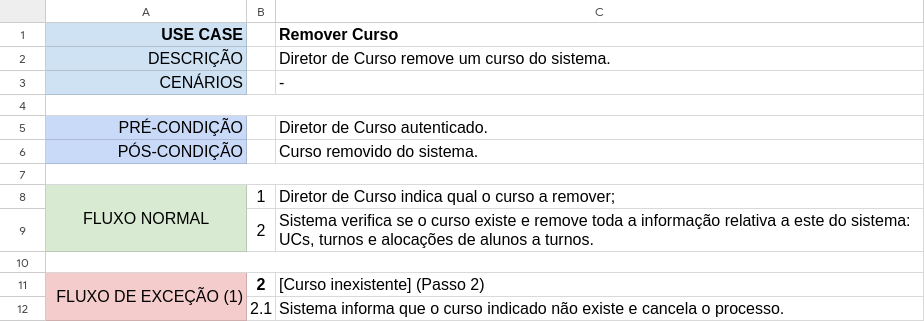 A B C
1 USE CASE Remover Curso
2 DESCRIÇÃO Diretor de Curso remove um curso do sistema.
3 CENÁRIOS -
4
5 PRÉ-CONDIÇÃO Diretor de Curso autenticado.
6 PÓS-CONDIÇÃO Curso removido do sistema.
7
8 FLUXO NORMAL 1 Diretor de Curso indica qual o curso a remover;
9 2 Sistema verifica se o curso existe e remove toda a informação relativa a este do sistema:
UCs, turnos e alocações de alunos a turnos.
10
11 FLUXO DE EXCEÇÃO (1) 2 [Curso inexistente] (Passo 2)
12 2.1 Sistema informa que o curso indicado não existe e cancela o processo.